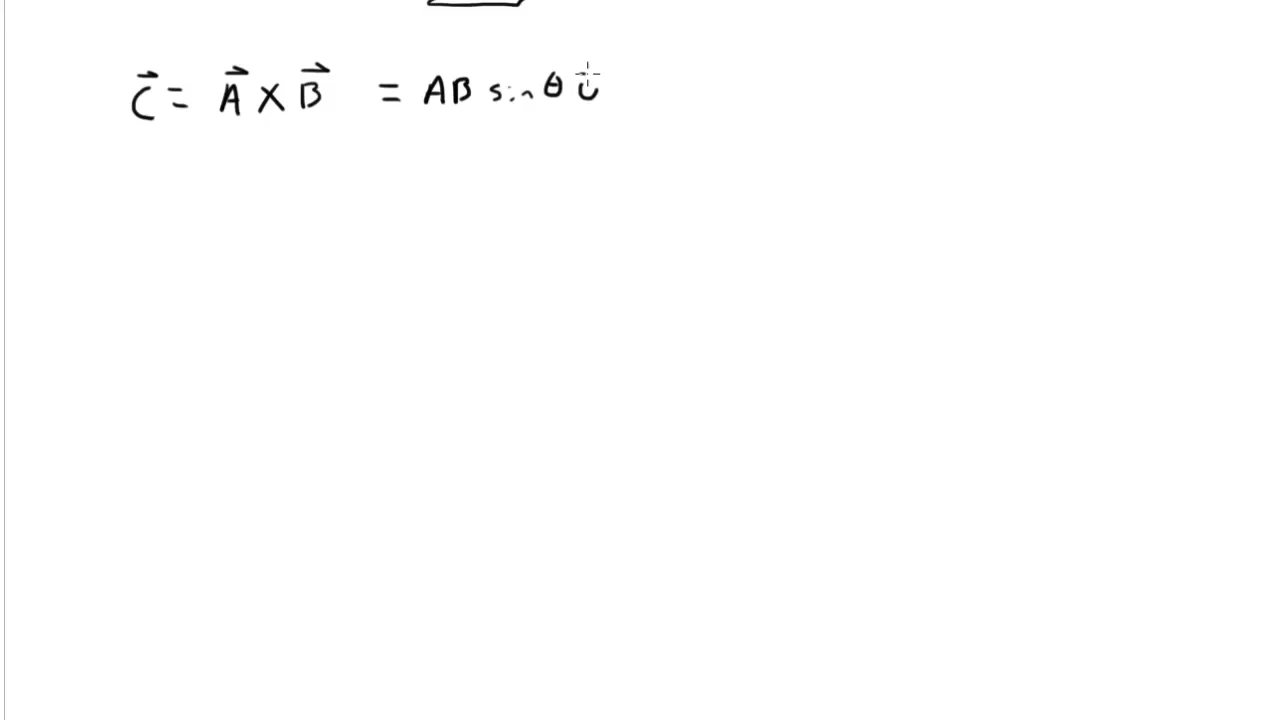 C⃗ = A⃗ X B⃗ = AB sin θ u